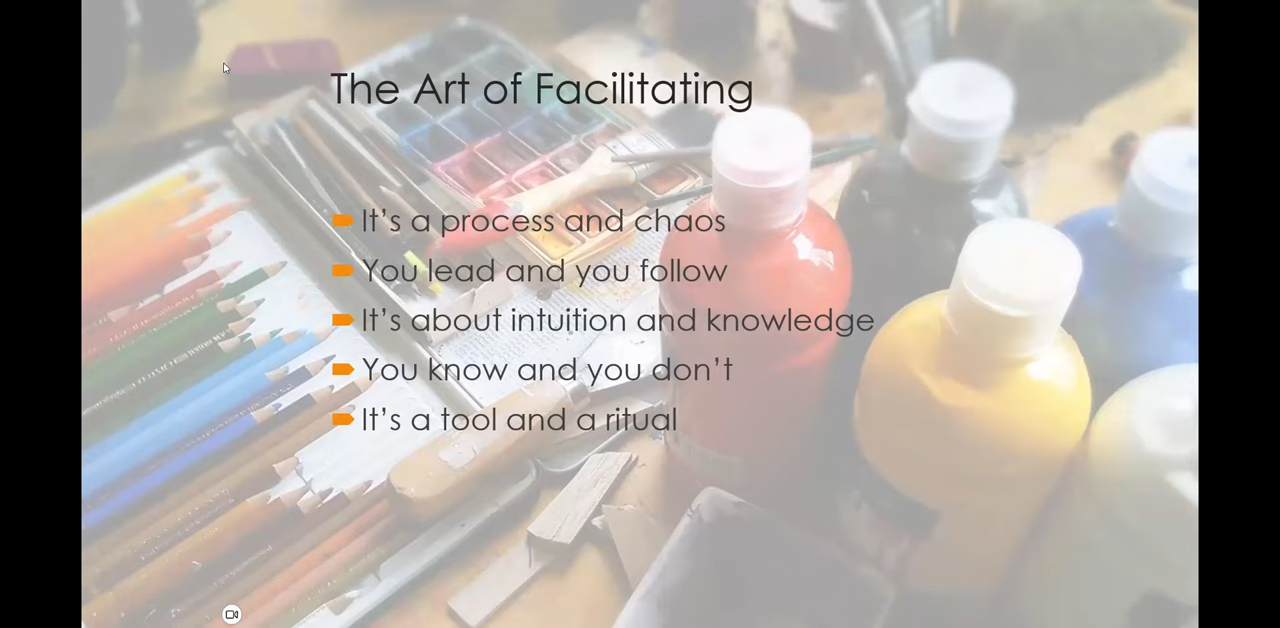 The Art of Facilitating
It’s a process and chaos
You lead and you follow
It’s about intuition and knowledge
You know and you don’t
It’s a tool and a ritual